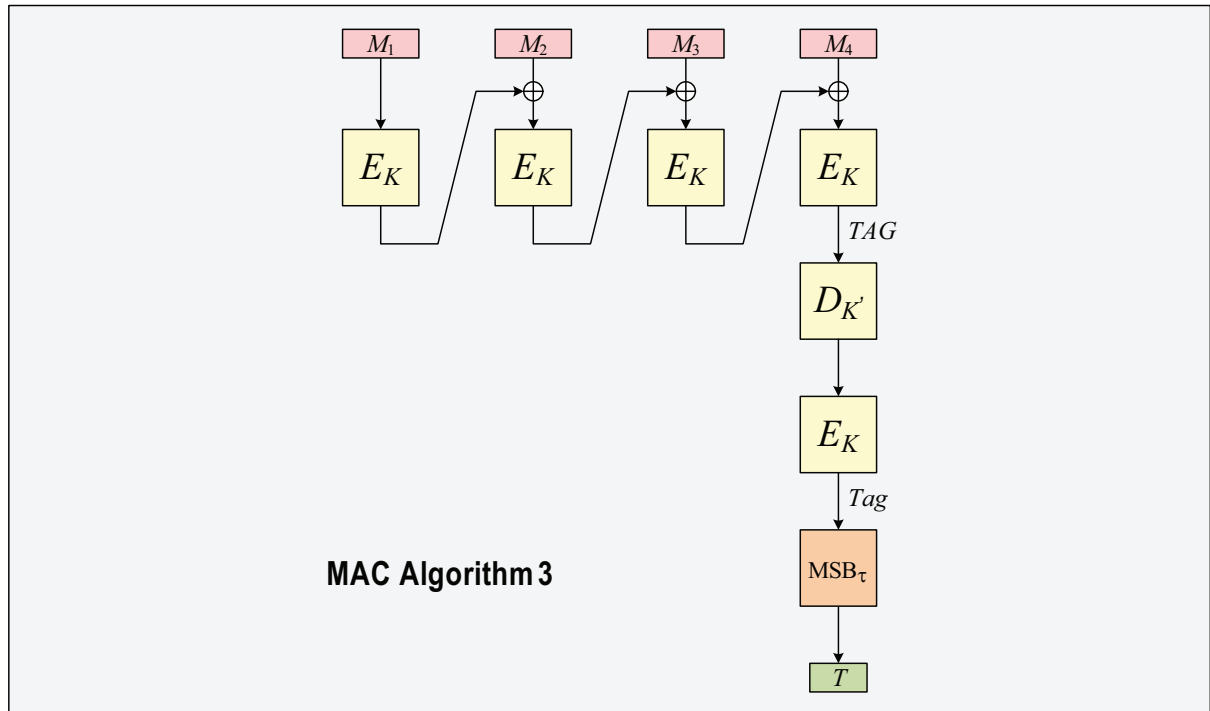 M1 M2 M3 M4
EK EK EK EK
TAG
DK'
EK
Tag
MSBτ
MAC Algorithm 3
T